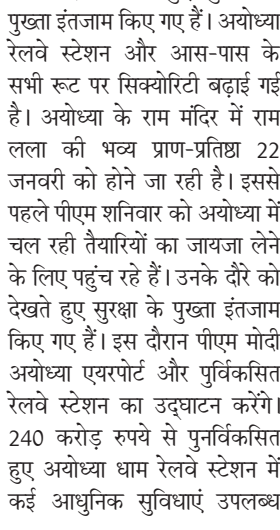 पुख्ता इंतजाम किए गए हैं। अयोध्या
रेलवे स्टेशन और आस-पास के
सभी रूट पर सिक्योरिटी बढ़ाई गई
है। अयोध्या के राम मंदिर में राम
लला की भव्य प्राण-प्रतिष्ठा 22
जनवरी को होने जा रही है। इससे
पहले पीएम शनिवार को अयोध्या में
चल रही तैयारियों का जायजा लेने
के लिए पहुंच रहे हैं। उनके दौरे को
देखते हुए सुरक्षा के पुख्ता इंतजाम
किए गए हैं। इस दौरान पीएम मोदी
अयोध्या एयरपोर्ट और पुर्विकसित
रेलवे स्टेशन का उद्घाटन करेंगे।
240 करोड़ रुपये से पुनर्विकसित
हुए अयोध्या धाम रेलवे स्टेशन में
कई आधुनिक सुविधाएं उपलब्ध